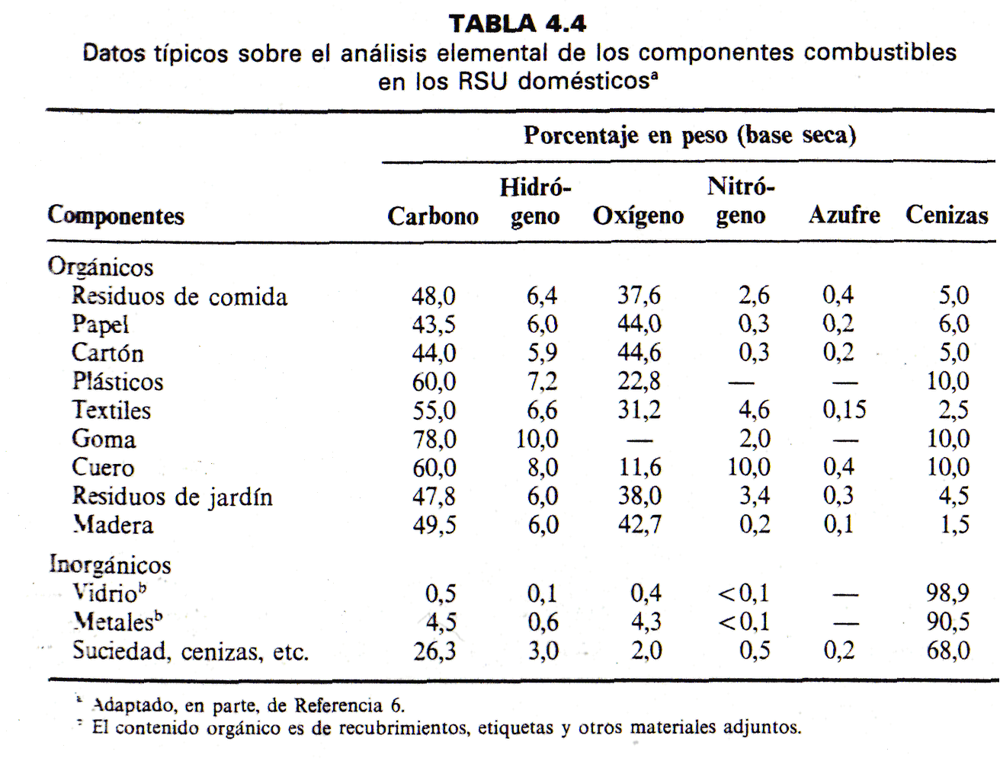 TABLA 4.4
Datos típicos sobre el análisis elemental de los componentes combustibles
en los RSU domésticosª
Porcentaje en peso (base seca)
Hidró- Nitró-
Componentes Carbono geno Oxígeno geno Azufre Cenizas
Orgánicos
Residuos de comida 48,0 6,4 37,6 2,6 0,4 5,0
Papel 43,5 6,0 44,0 0,3 0,2 6,0
Cartón 44,0 5,9 44,6 0,3 0,2 5,0
Plásticos 60,0 7,2 22,8 — — 10,0
Textiles 55,0 6,6 31,2 4,6 0,15 2,5
Goma 78,0 10,0 — 2,0 — 10,0
Cuero 60,0 8,0 11,6 10,0 0,4 10,0
Residuos de jardín 47,8 6,0 38,0 3,4 0,3 4,5
Madera 49,5 6,0 42,7 0,2 0,1 1,5
Inorgánicos
Vidrioᵇ 0,5 0,1 0,4 <0,1 — 98,9
Metalesᵇ 4,5 0,6 4,3 <0,1 — 90,5
Suciedad, cenizas, etc. 26,3 3,0 2,0 0,5 0,2 68,0
ª Adaptado, en parte, de Referencia 6.
El contenido orgánico es de recubrimientos, etiquetas y otros materiales adjuntos.